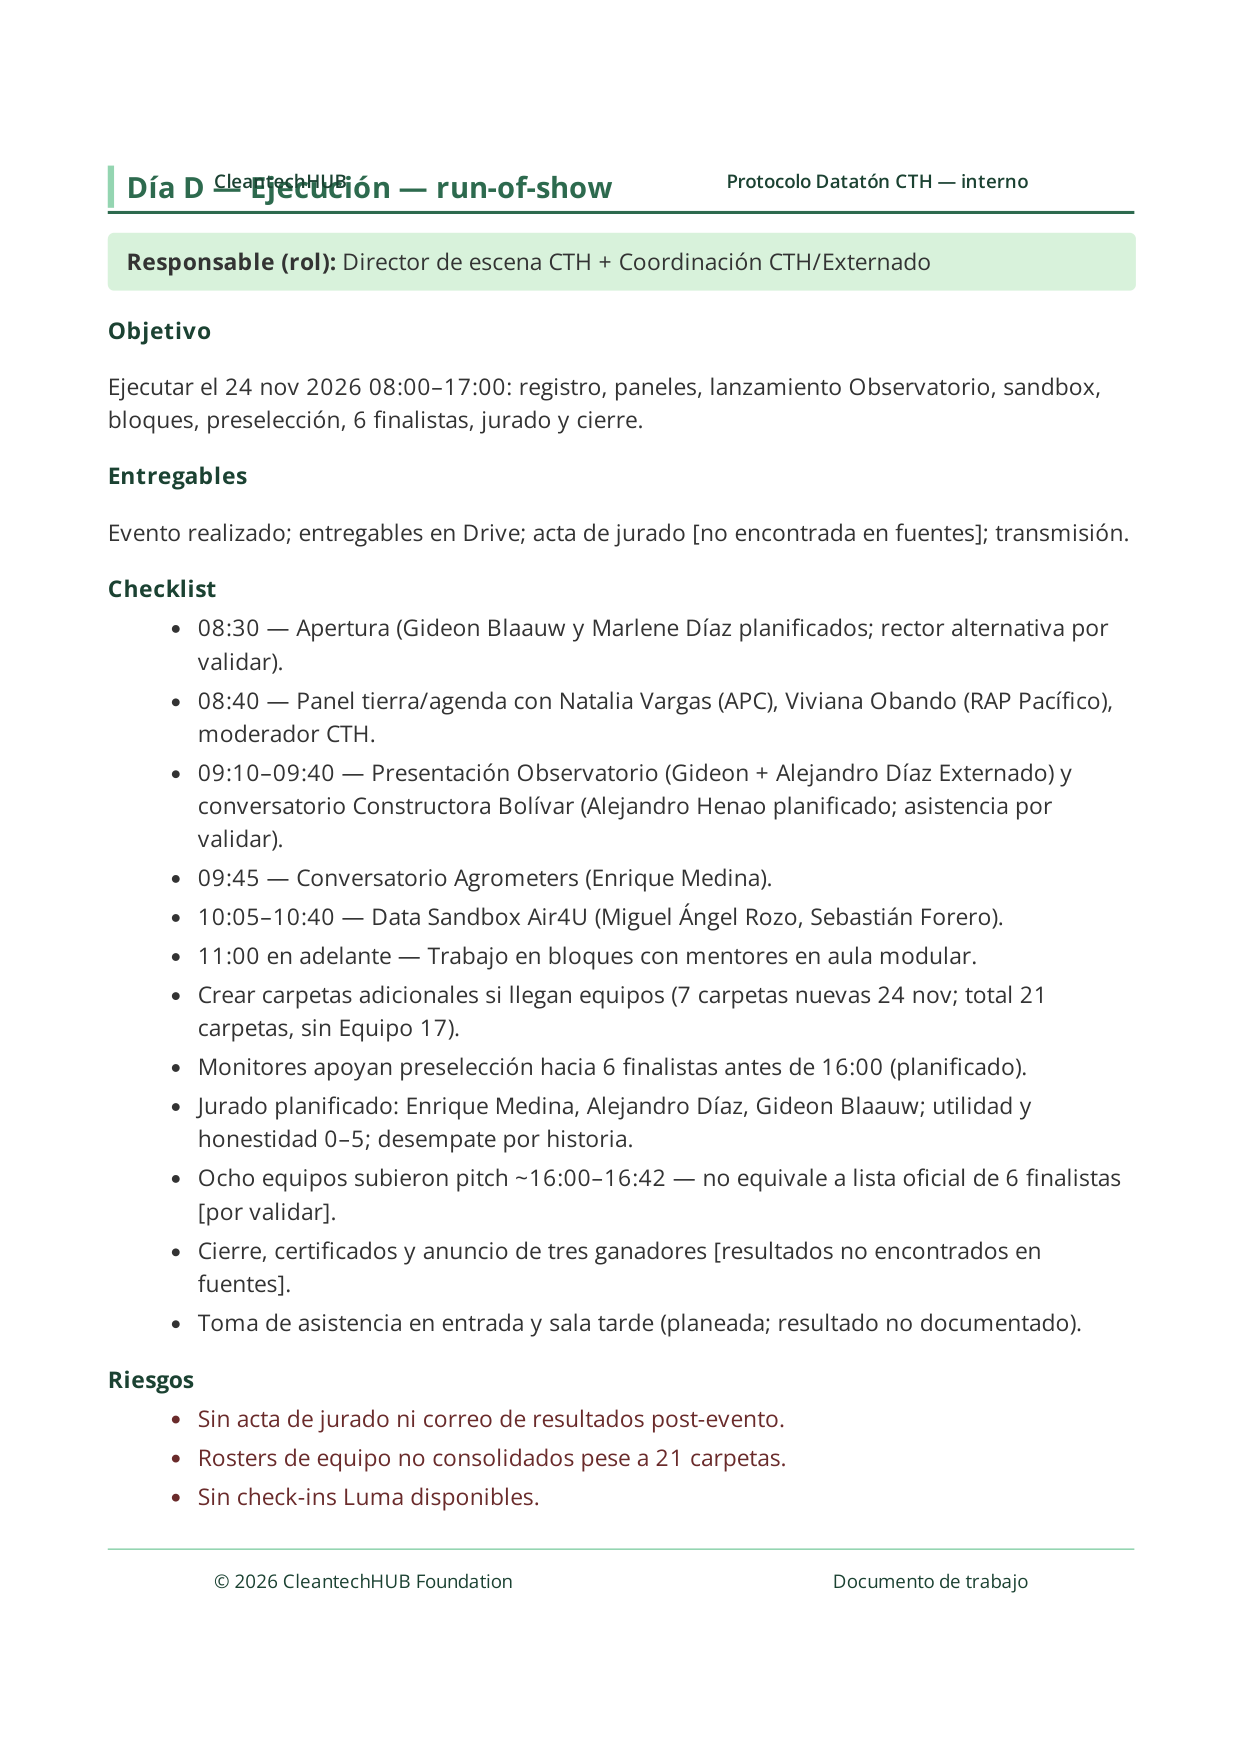 CleantechHUB
Protocolo Datatón CTH — interno
Día D — Ejecución — run-of-show
Responsable (rol): Director de escena CTH + Coordinación CTH/Externado
Objetivo
Ejecutar el 24 nov 2026 08:00–17:00: registro, paneles, lanzamiento Observatorio, sandbox,
bloques, preselección, 6 finalistas, jurado y cierre.
Entregables
Evento realizado; entregables en Drive; acta de jurado [no encontrada en fuentes]; transmisión.
Checklist
• 08:30 — Apertura (Gideon Blaauw y Marlene Díaz planificados; rector alternativa por
validar).
• 08:40 — Panel tierra/agenda con Natalia Vargas (APC), Viviana Obando (RAP Pacífico),
moderador CTH.
• 09:10–09:40 — Presentación Observatorio (Gideon + Alejandro Díaz Externado) y
conversatorio Constructora Bolívar (Alejandro Henao planificado; asistencia por
validar).
• 09:45 — Conversatorio Agrometers (Enrique Medina).
• 10:05–10:40 — Data Sandbox Air4U (Miguel Ángel Rozo, Sebastián Forero).
• 11:00 en adelante — Trabajo en bloques con mentores en aula modular.
• Crear carpetas adicionales si llegan equipos (7 carpetas nuevas 24 nov; total 21
carpetas, sin Equipo 17).
• Monitores apoyan preselección hacia 6 finalistas antes de 16:00 (planificado).
• Jurado planificado: Enrique Medina, Alejandro Díaz, Gideon Blaauw; utilidad y
honestidad 0–5; desempate por historia.
• Ocho equipos subieron pitch ~16:00–16:42 — no equivale a lista oficial de 6 finalistas
[por validar].
• Cierre, certificados y anuncio de tres ganadores [resultados no encontrados en
fuentes].
• Toma de asistencia en entrada y sala tarde (planeada; resultado no documentado).
Riesgos
• Sin acta de jurado ni correo de resultados post-evento.
• Rosters de equipo no consolidados pese a 21 carpetas.
• Sin check-ins Luma disponibles.
© 2026 CleantechHUB Foundation
Documento de trabajo